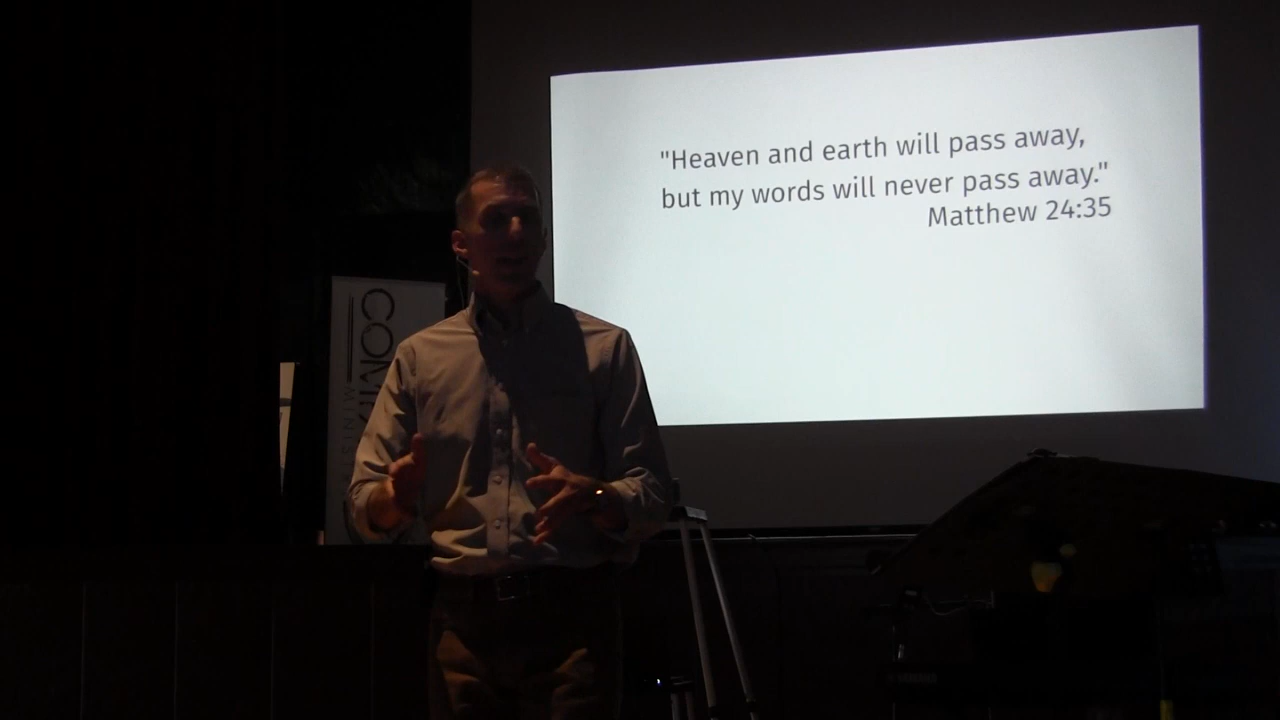 "Heaven and earth will pass away,
but my words will never pass away."
Matthew 24:35